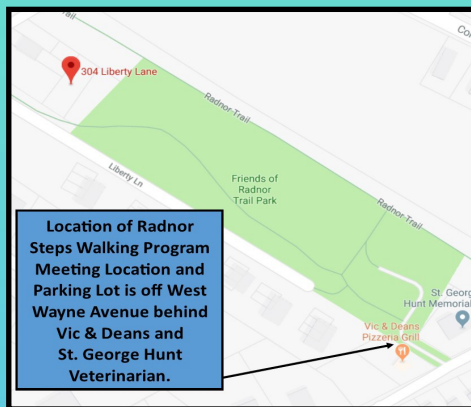 Trail
Co
304 Liberty Lane
Radnor Trail
Liberty Ln
Friends of
Radnor
Trail Park
Radnor Trail
Location of Radnor
Steps Walking Program
Meeting Location and
Parking Lot is off West
Wayne Avenue behind
Vic & Deans and
St. George Hunt
Veterinarian.
St. Georg
Hunt Memorial
Vic & Deans
Pizzeria Grill